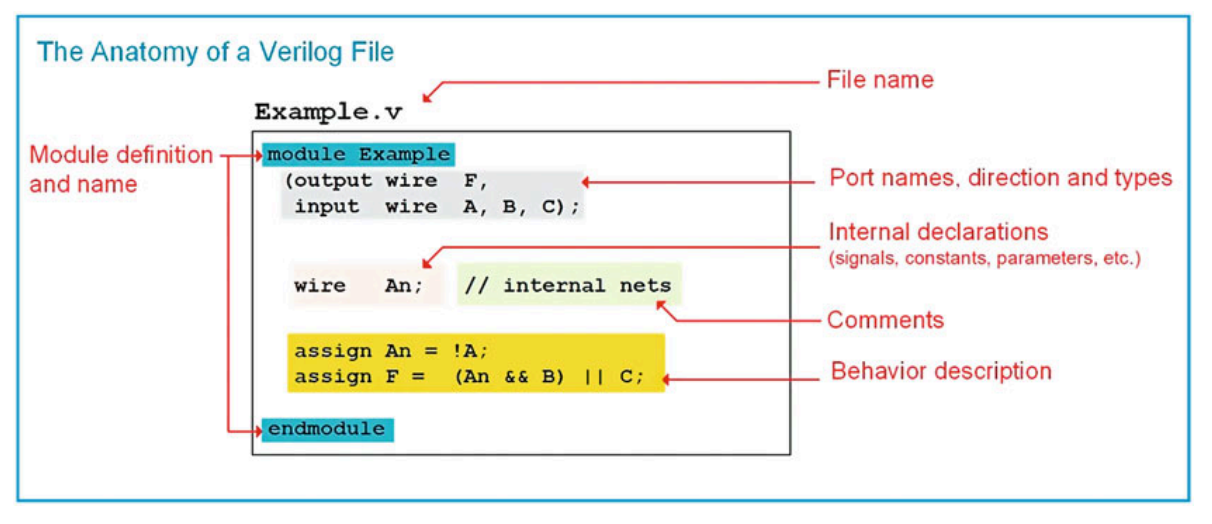 The Anatomy of a Verilog File
File name
Example.v
Module definition
and name
module Example
(output wire F,
input wire A, B, C);
Port names, direction and types
Internal declarations
(signals, constants, parameters, etc.)
wire An; // internal nets
Comments
assign An = !A;
assign F = (An && B) || C;
Behavior description
endmodule